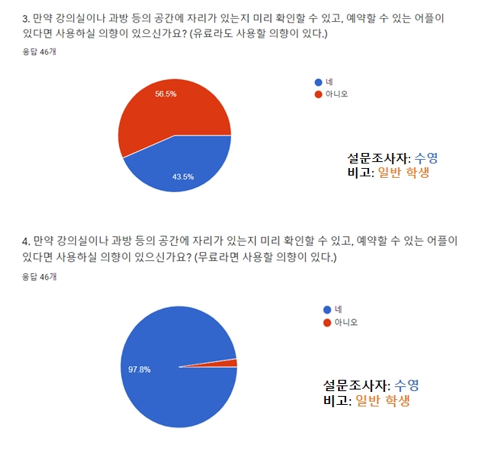 3. 만약 강의실이나 과방 등의 공간에 자리가 있는지 미리 확인할 수 있고, 예약할 수 있는 어플이
있다면 사용하실 의향이 있으신가요? (유료라도 사용할 의향이 있다.)
응답 46개
네
아니오
56.5%
43.5%
설문조사자: 수영
비고: 일반 학생
4. 만약 강의실이나 과방 등의 공간에 자리가 있는지 미리 확인할 수 있고, 예약할 수 있는 어플이
있다면 사용하실 의향이 있으신가요? (무료라면 사용할 의향이 있다.)
응답 46개
네
아니오
97.8%
설문조사자: 수영
비고: 일반 학생